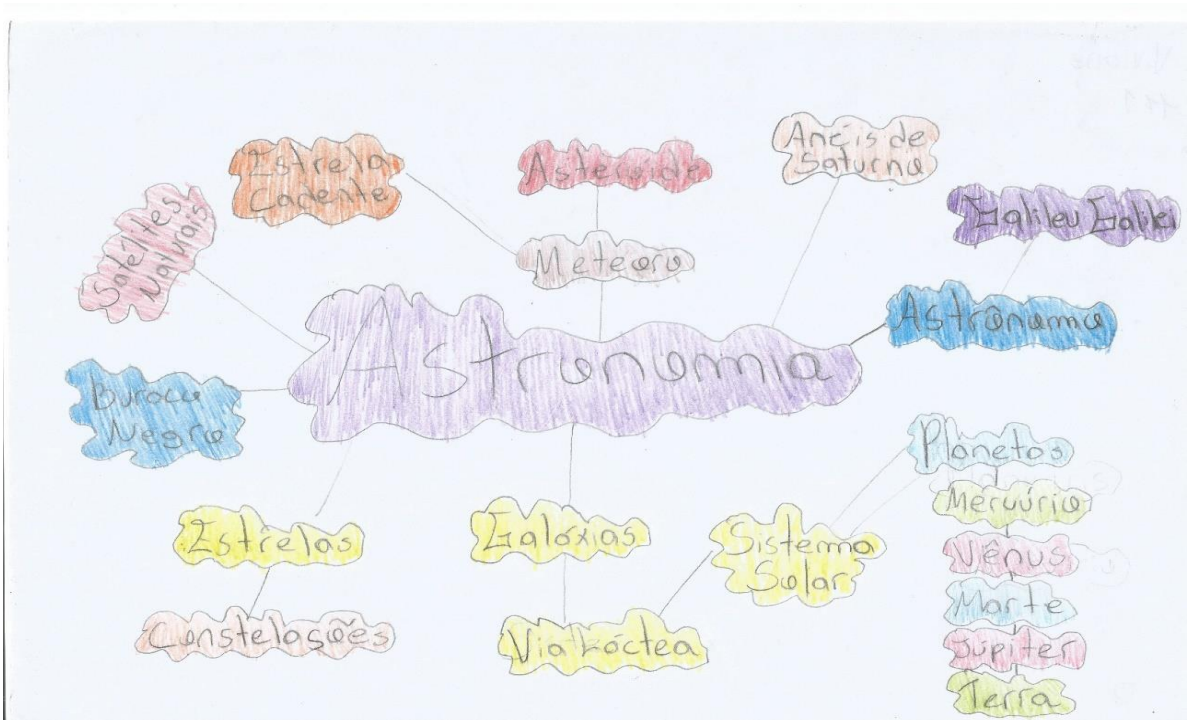 Estrela
Cadente
Asteroide
Anéis de
Saturno
Satélites
Naturais
Meteoro
Galileu Galilei
Astronomia
Astronomo
Buraco
Negro
Planetas
Mercúrio
Estrelas
Galáxias
Sistema
Solar
Vênus
Marte
Constelasões
Via Láctea
Júpiter
Terra